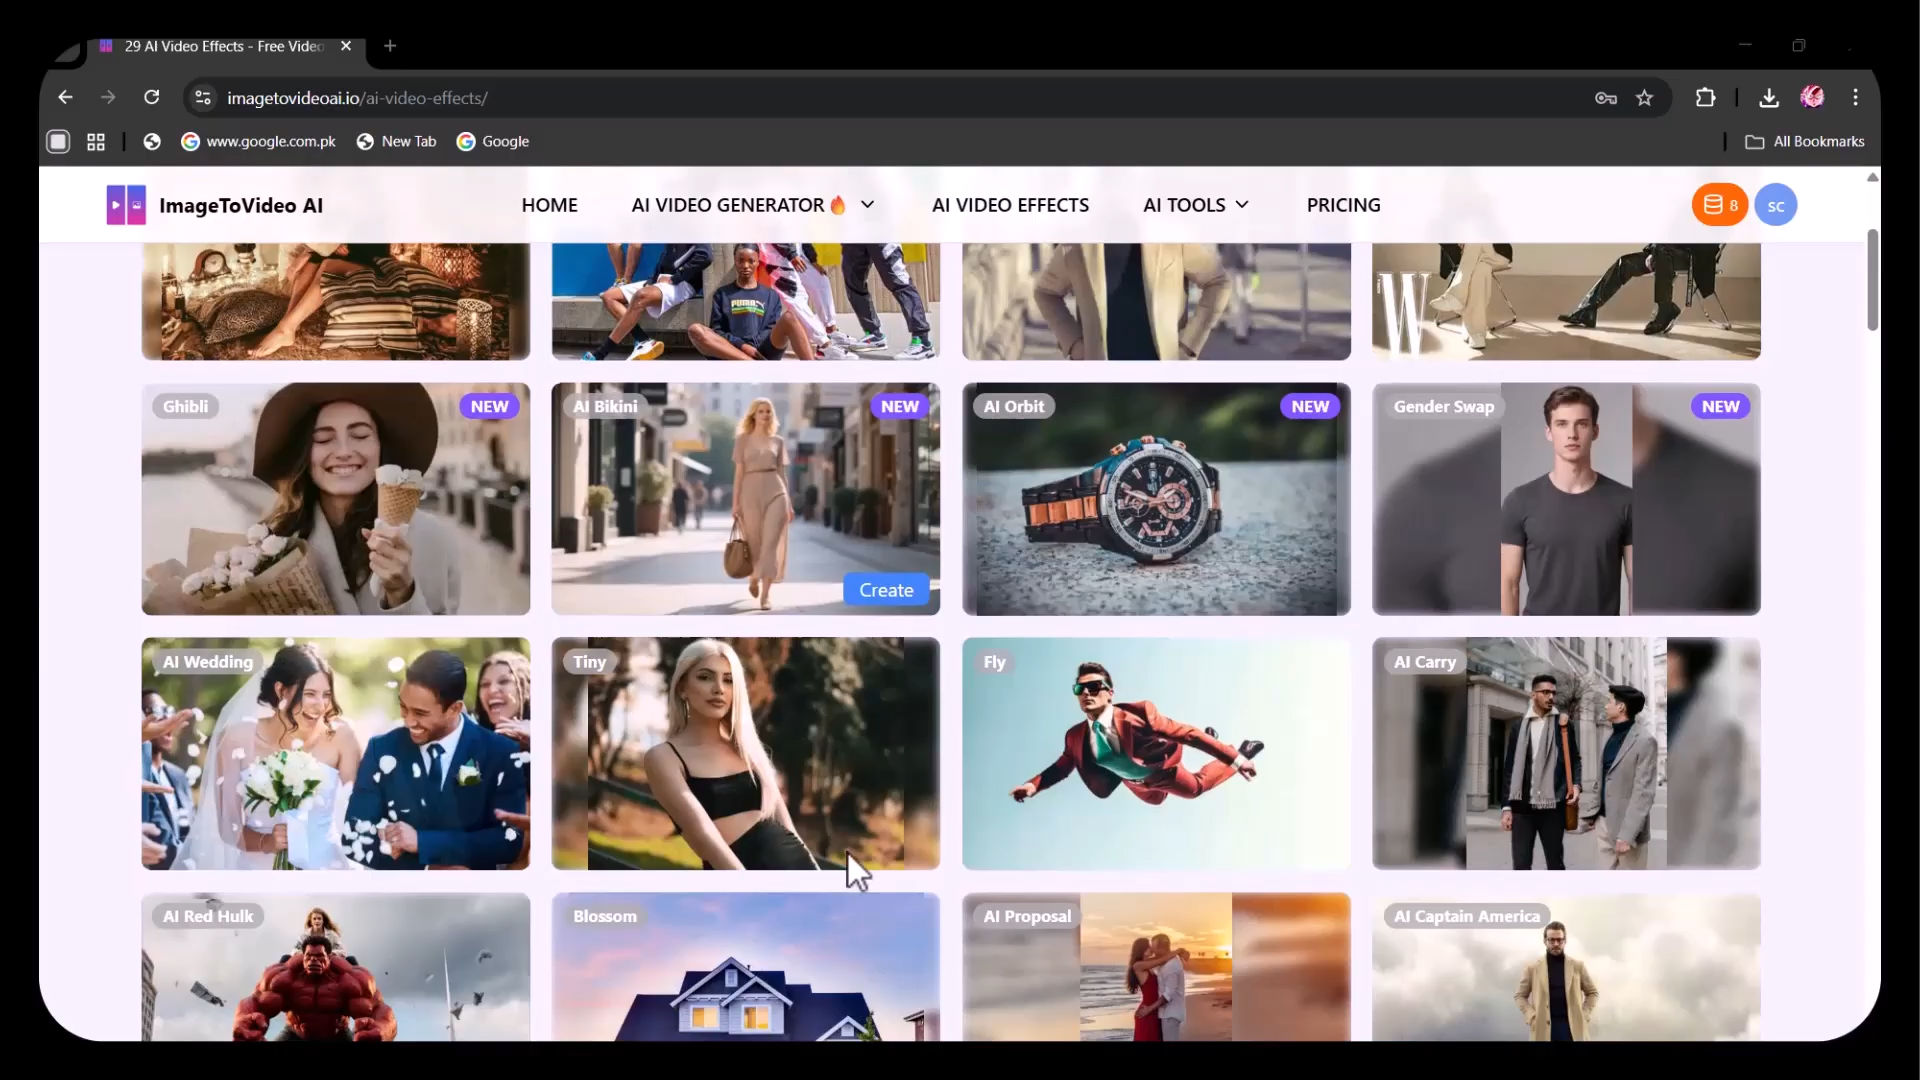 29 AI Video Effects - Free Video
imagetovideoai.io/ai-video-effects/
www.google.com.pk
New Tab
Google
All Bookmarks
ImageToVideo AI
HOME
AI VIDEO GENERATOR🔥
AI VIDEO EFFECTS
AI TOOLS
PRICING
8
SC
PUMA
W
Ghibli
NEW
AI Bikini
NEW
Create
AI Orbit
NEW
Gender Swap
NEW
AI Wedding
Tiny
Fly
AI Carry
AI Red Hulk
Blossom
AI Proposal
AI Captain America